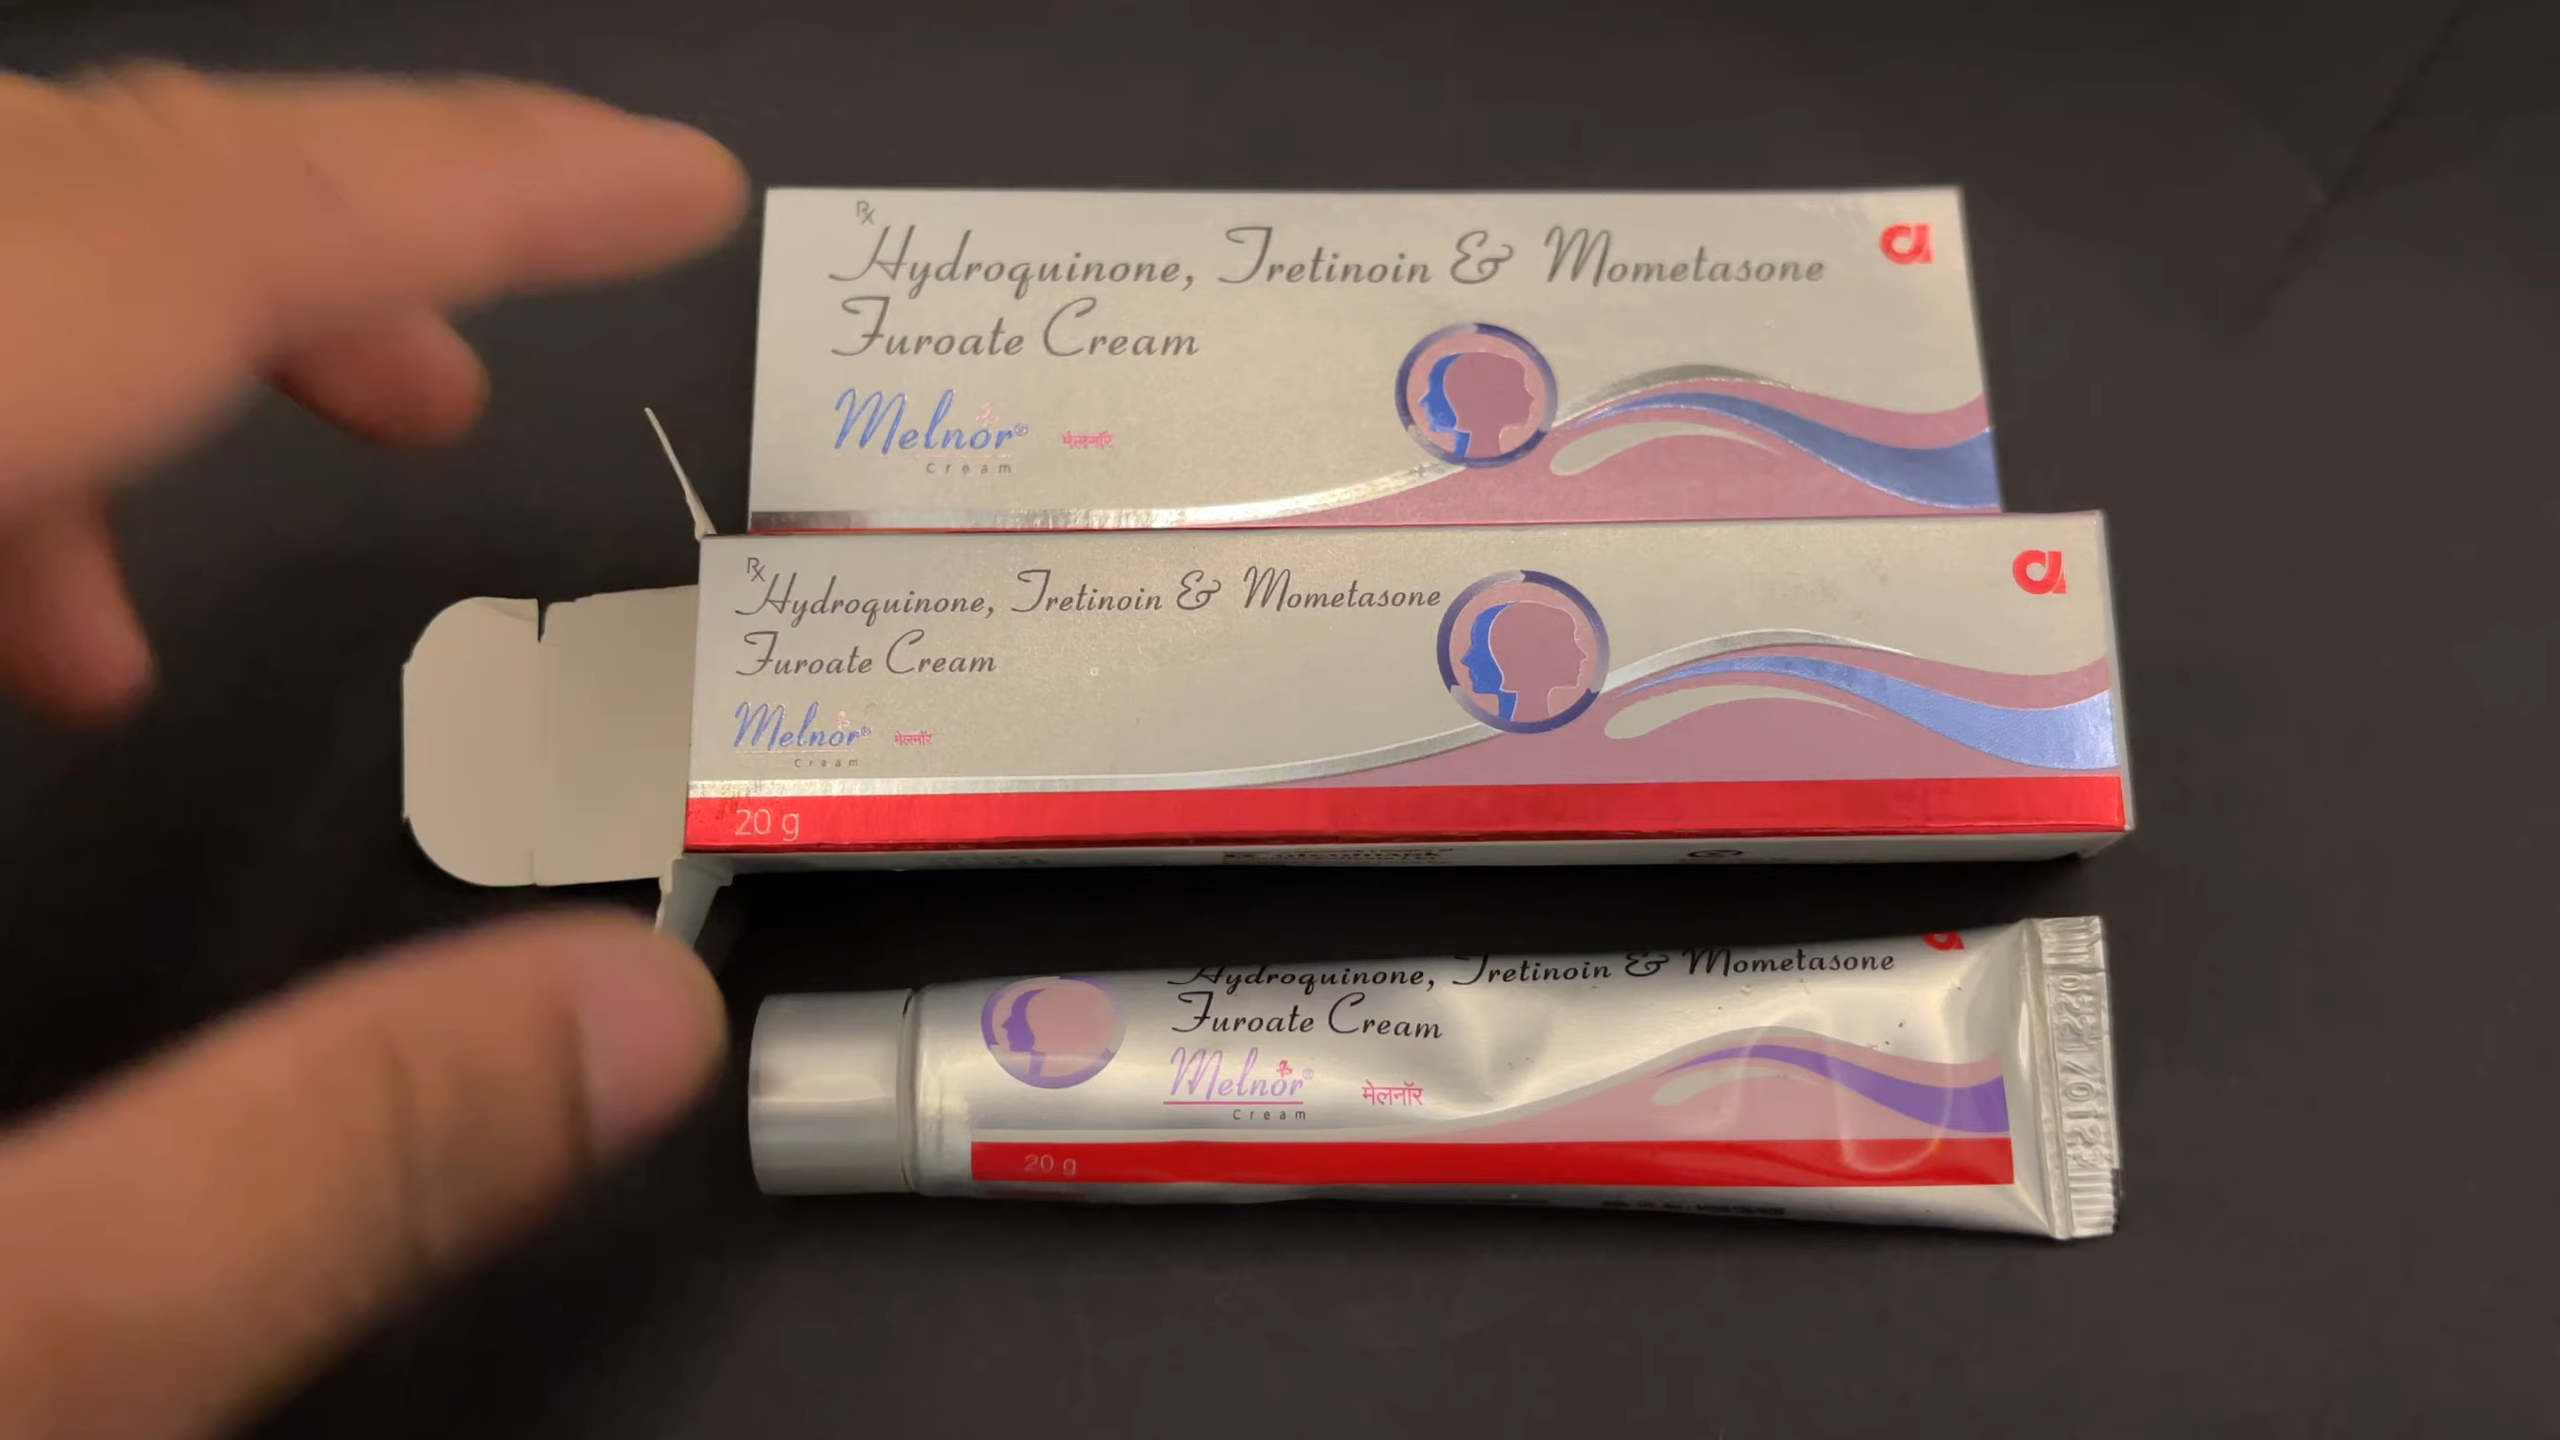 Rx
Hydroquinone, Tretinoin & Mometasone
Furoate Cream
Melnor®
मेलनॉर
Cream
Rx
Hydroquinone, Tretinoin & Mometasone
Furoate Cream
Melnor®
मेलनॉर
Cream
20 g
Hydroquinone, Tretinoin & Mometasone
Furoate Cream
Melnor®
मेलनॉर
Cream
20 g